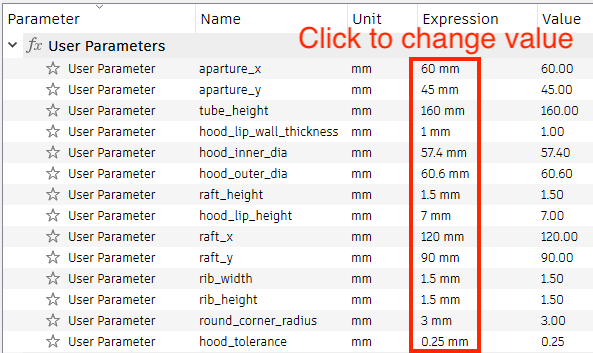 Parameter Name Unit Expression Value
Click to change value
fx User Parameters
User Parameter aparture_x mm 60 mm 60.00
User Parameter aparture_y mm 45 mm 45.00
User Parameter tube_height mm 160 mm 160.00
User Parameter hood_lip_wall_thickness mm 1 mm 1.00
User Parameter hood_inner_dia mm 57.4 mm 57.40
User Parameter hood_outer_dia mm 60.6 mm 60.60
User Parameter raft_height mm 1.5 mm 1.50
User Parameter hood_lip_height mm 7 mm 7.00
User Parameter raft_x mm 120 mm 120.00
User Parameter raft_y mm 90 mm 90.00
User Parameter rib_width mm 1.5 mm 1.50
User Parameter rib_height mm 1.5 mm 1.50
User Parameter round_corner_radius mm 3 mm 3.00
User Parameter hood_tolerance mm 0.25 mm 0.25